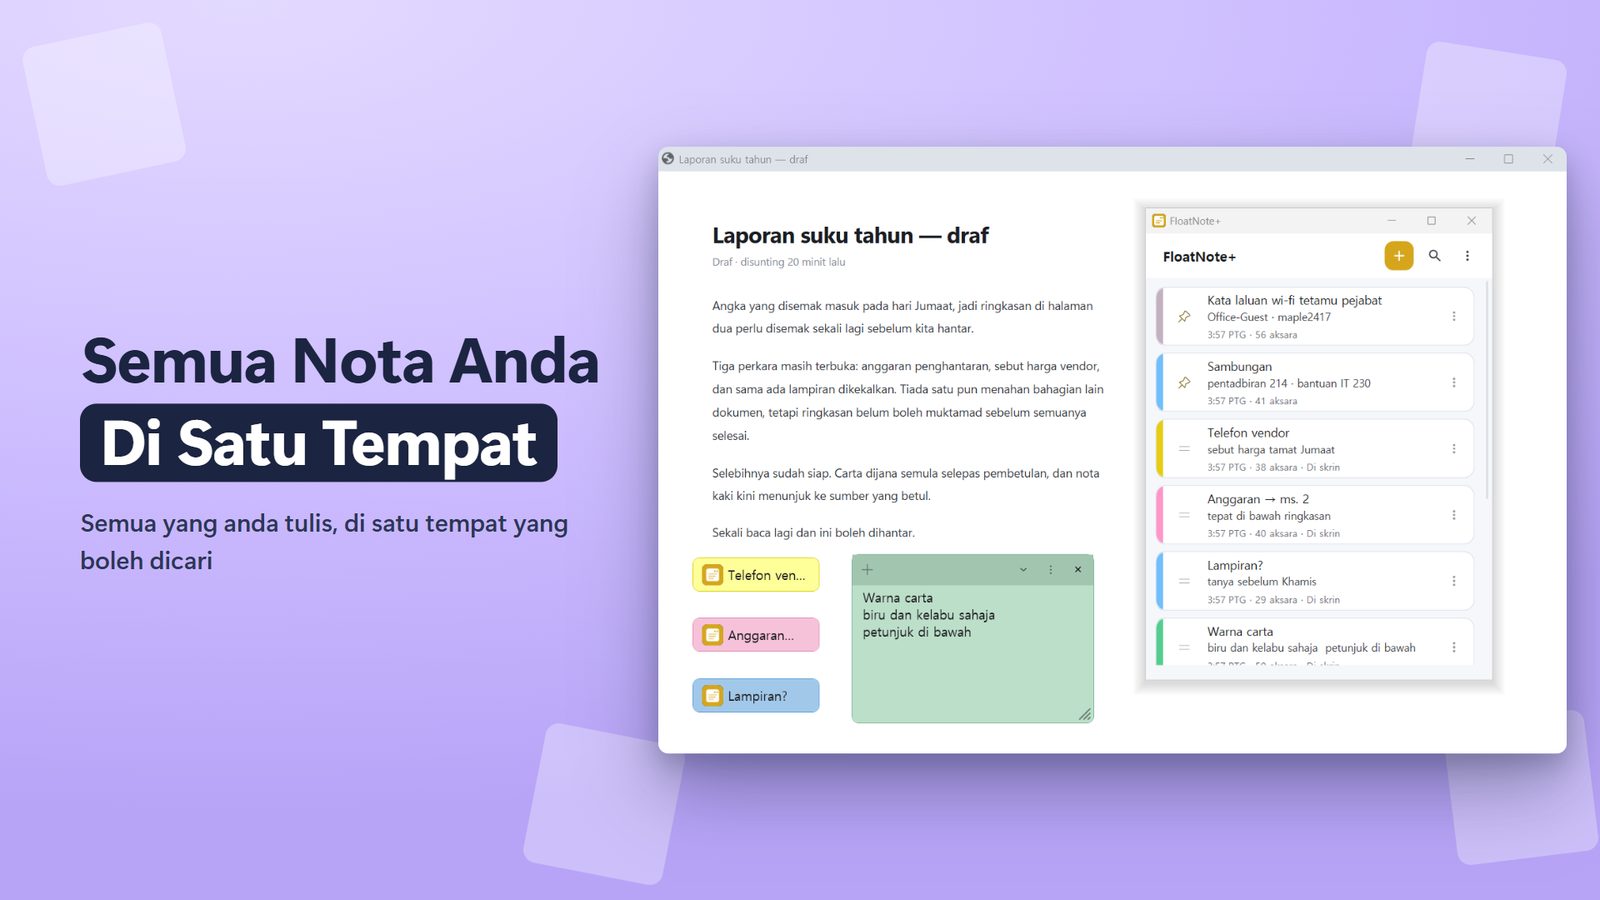 Semua Nota Anda
Di Satu Tempat
Semua yang anda tulis, di satu tempat yang
boleh dicari
Laporan suku tahun — draf
Laporan suku tahun — draf
Draf · disunting 20 minit lalu
Angka yang disemak masuk pada hari Jumaat, jadi ringkasan di halaman
dua perlu disemak sekali lagi sebelum kita hantar.
Tiga perkara masih terbuka: anggaran penghantaran, sebut harga vendor,
dan sama ada lampiran dikekalkan. Tiada satu pun menahan bahagian lain
dokumen, tetapi ringkasan belum boleh muktamad sebelum semuanya
selesai.
Selebihnya sudah siap. Carta dijana semula selepas pembetulan, dan nota
kaki kini menunjuk ke sumber yang betul.
Sekali baca lagi dan ini boleh dihantar.
Telefon ven...
Anggaran...
Lampiran?
Warna carta
biru dan kelabu sahaja
petunjuk di bawah
FloatNote+
FloatNote+
Kata laluan wi-fi tetamu pejabat
Office-Guest · maple2417
3:57 PTG · 56 aksara
Sambungan
pentadbiran 214 · bantuan IT 230
3:57 PTG · 41 aksara
Telefon vendor
sebut harga tamat Jumaat
3:57 PTG · 38 aksara · Di skrin
Anggaran → ms. 2
tepat di bawah ringkasan
3:57 PTG · 40 aksara · Di skrin
Lampiran?
tanya sebelum Khamis
3:57 PTG · 29 aksara · Di skrin
Warna carta
biru dan kelabu sahaja petunjuk di bawah
3:57 PTG · 50 aksara · Di skrin